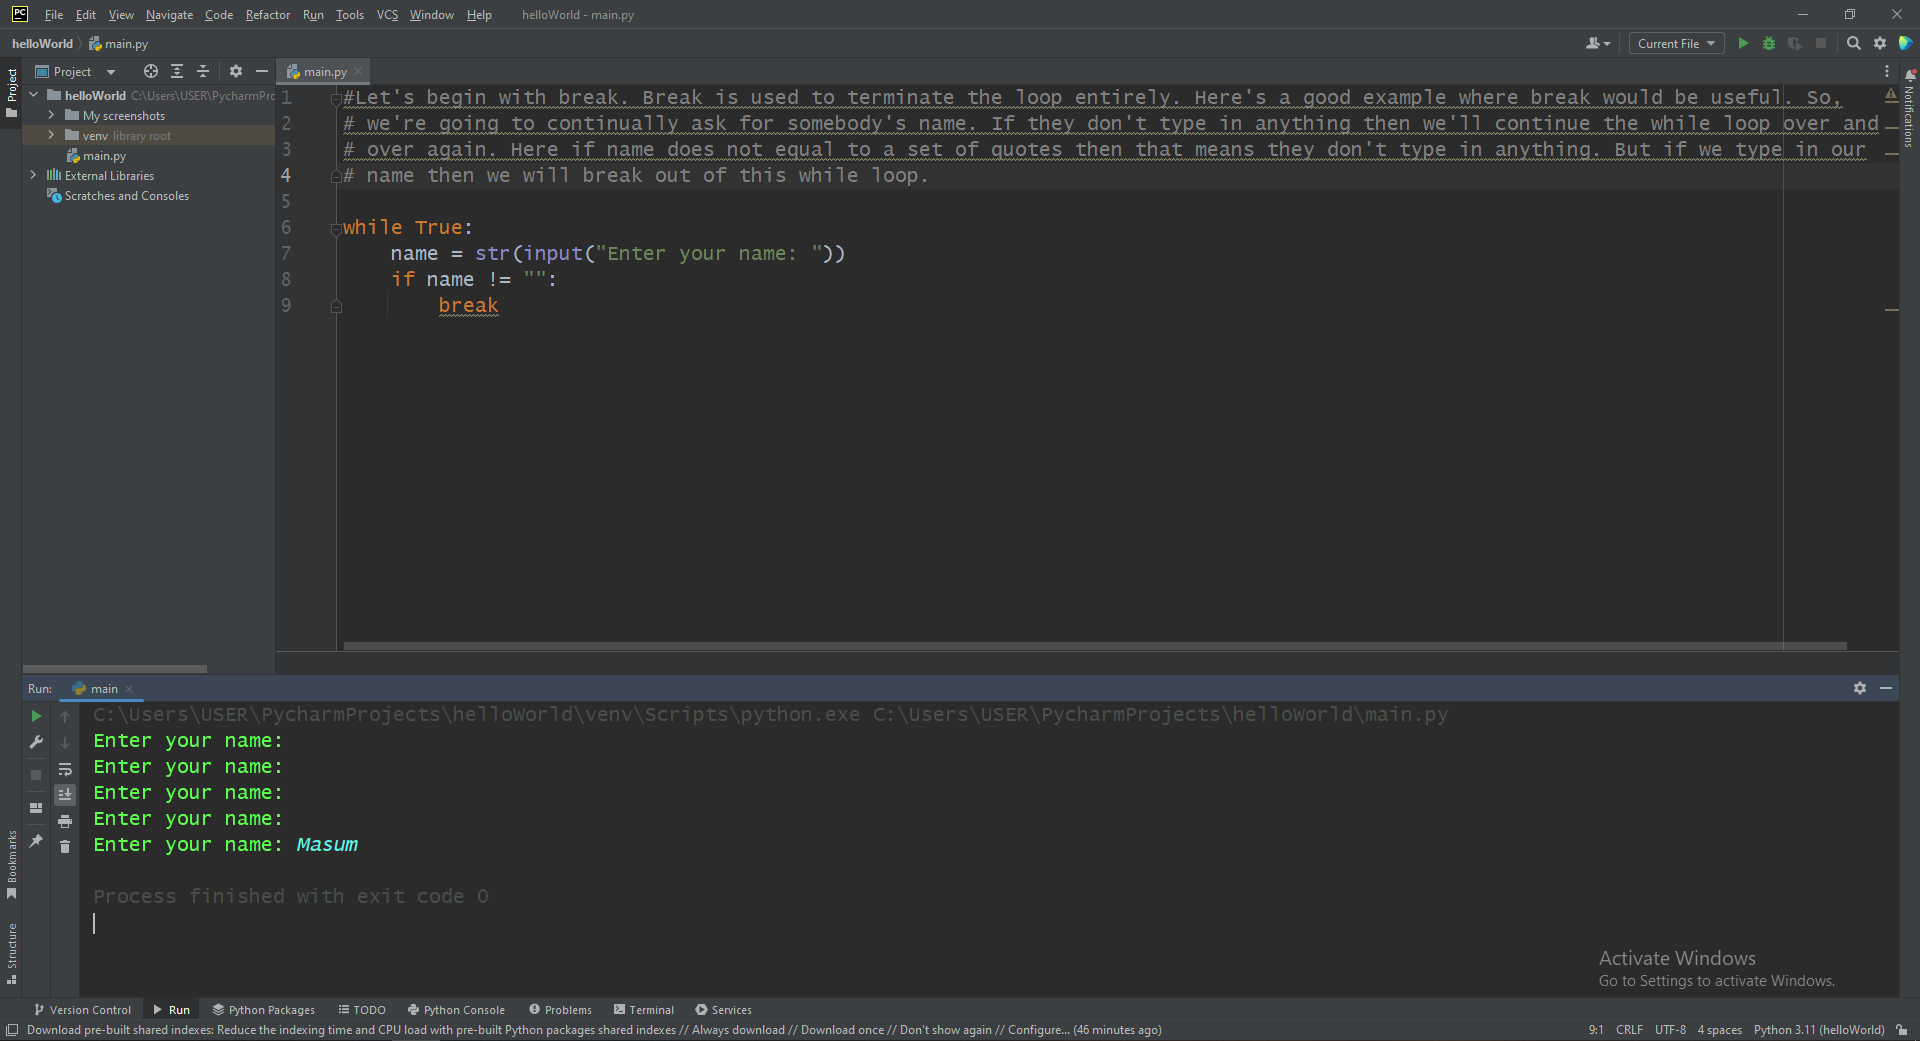 PC File Edit View Navigate Code Refactor Run Tools VCS Window Help helloWorld - main.py
helloWorld main.py Current File
Project main.py
Project
helloWorld C:\Users\USER\PycharmPrc
My screenshots
venv library root
main.py
External Libraries
Scratches and Consoles
1 #Let's begin with break. Break is used to terminate the loop entirely. Here's a good example where break would be useful. So,
2 # we're going to continually ask for somebody's name. If they don't type in anything then we'll continue the while loop over and
3 # over again. Here if name does not equal to a set of quotes then that means they don't type in anything. But if we type in our
4 # name then we will break out of this while loop.
5
6 while True:
7     name = str(input("Enter your name: "))
8     if name != "":
9         break
Notifications
Run: main
C:\Users\USER\PycharmProjects\helloWorld\venv\Scripts\python.exe C:\Users\USER\PycharmProjects\helloWorld\main.py
Enter your name:
Enter your name:
Enter your name:
Enter your name:
Enter your name: Masum
Process finished with exit code 0
Bookmarks
Structure
Activate Windows
Go to Settings to activate Windows.
Version Control Run Python Packages TODO Python Console Problems Terminal Services
Download pre-built shared indexes: Reduce the indexing time and CPU load with pre-built Python packages shared indexes // Always download // Download once // Don't show again // Configure... (46 minutes ago) 9:1 CRLF UTF-8 4 spaces Python 3.11 (helloWorld)